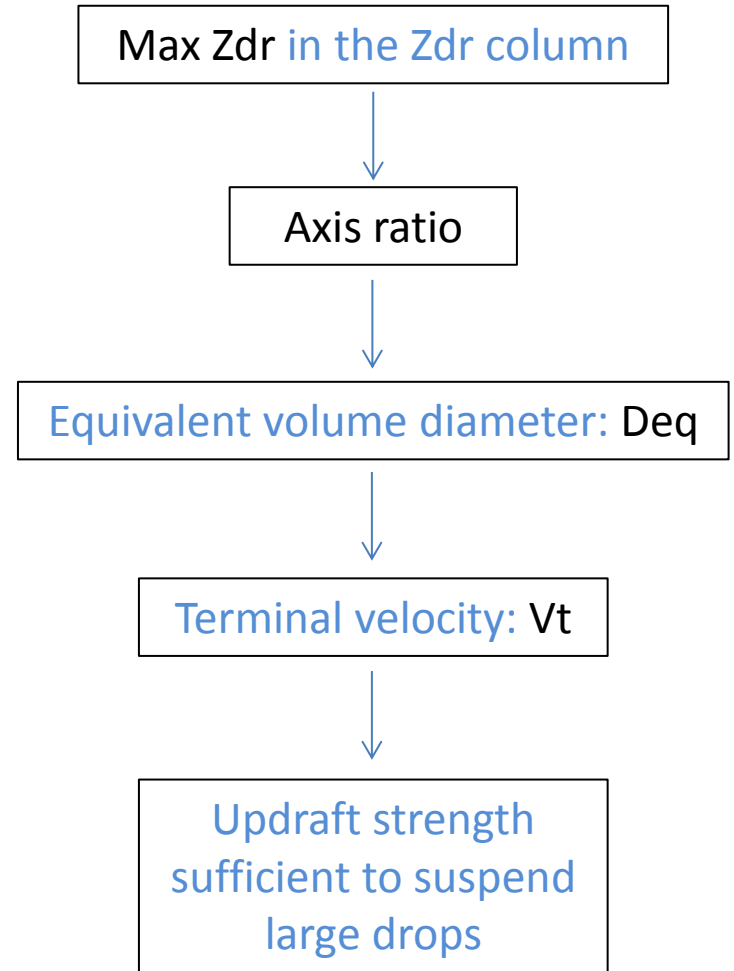 Max Zdr in the Zdr column
Axis ratio
Equivalent volume diameter: Deq
Terminal velocity: Vt
Updraft strength
sufficient to suspend
large drops